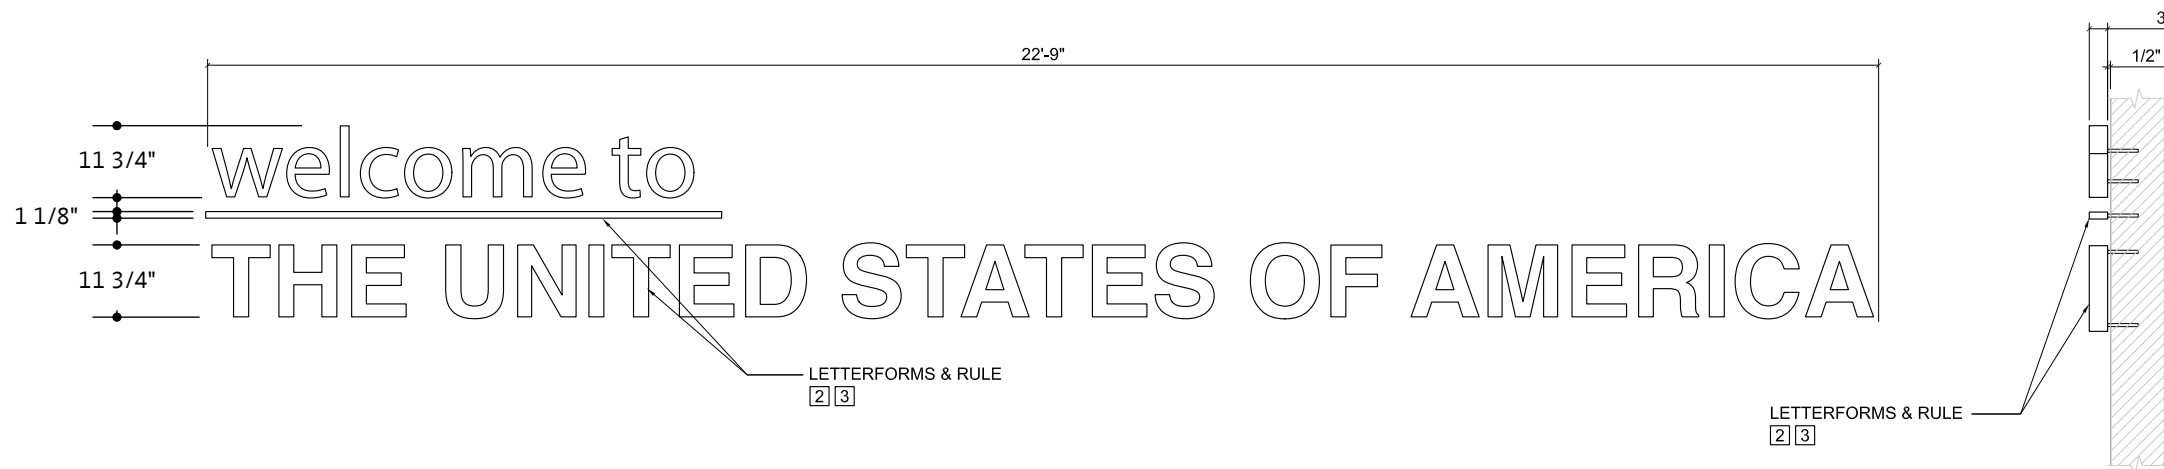 3
22'-9"
1/2"
11 3/4"
welcome to
1 1/8"
THE UNITED STATES OF AMERICA
11 3/4"
LETTERFORMS & RULE
2 3
LETTERFORMS & RULE
2 3